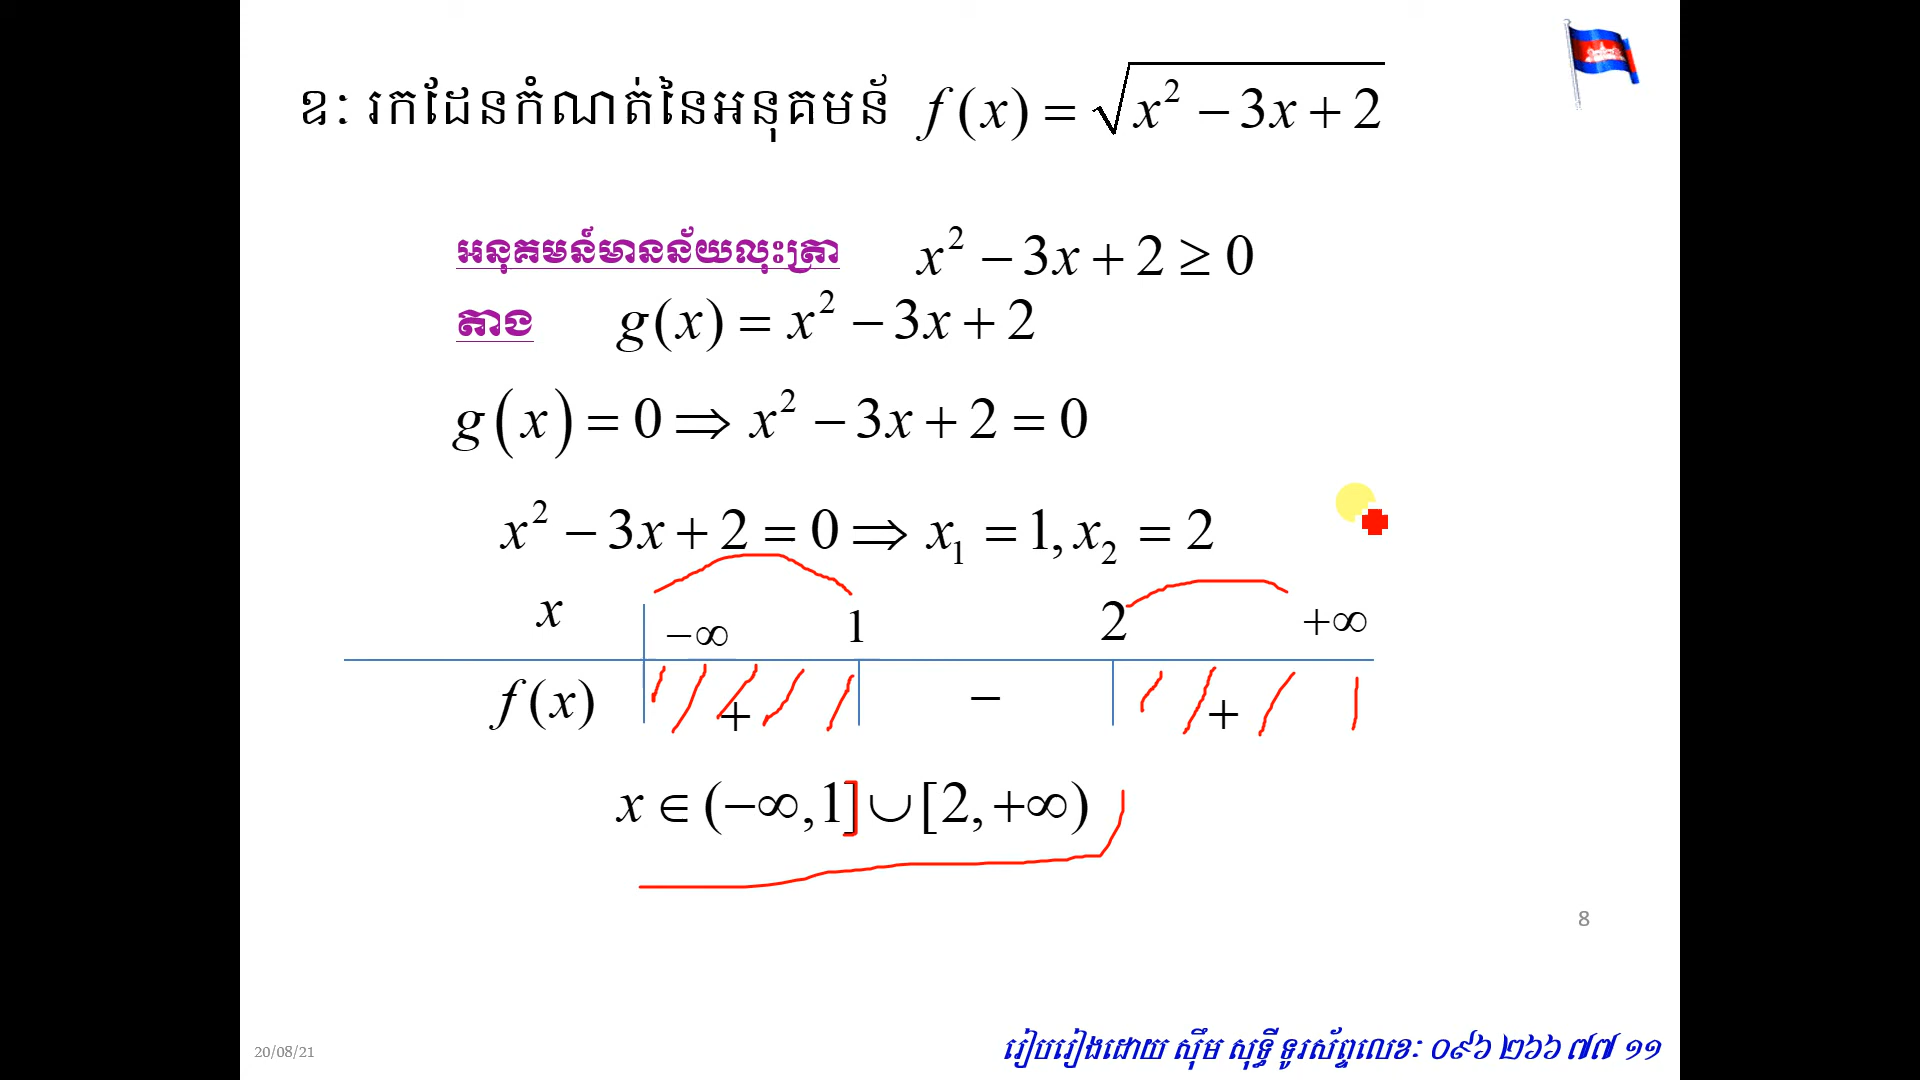 ឧៈ រកដែនកំណត់នៃអនុគមន៍ f(x) = √(x² − 3x + 2)
អនុគមន៍មានន័យលុះត្រា x² − 3x + 2 ≥ 0
តាង g(x) = x² − 3x + 2
g(x) = 0 ⇒ x² − 3x + 2 = 0
x² − 3x + 2 = 0 ⇒ x₁ = 1, x₂ = 2
x −∞ 1 2 +∞
f(x) + − +
x ∈ (−∞,1] ∪ [2,+∞)
8
20/08/21
រៀបរៀងដោយ ស៊ឹម សុទ្ធី ទូរស័ព្ទលេខៈ ០៩៦ ២៦៦ ៧៧ ១១